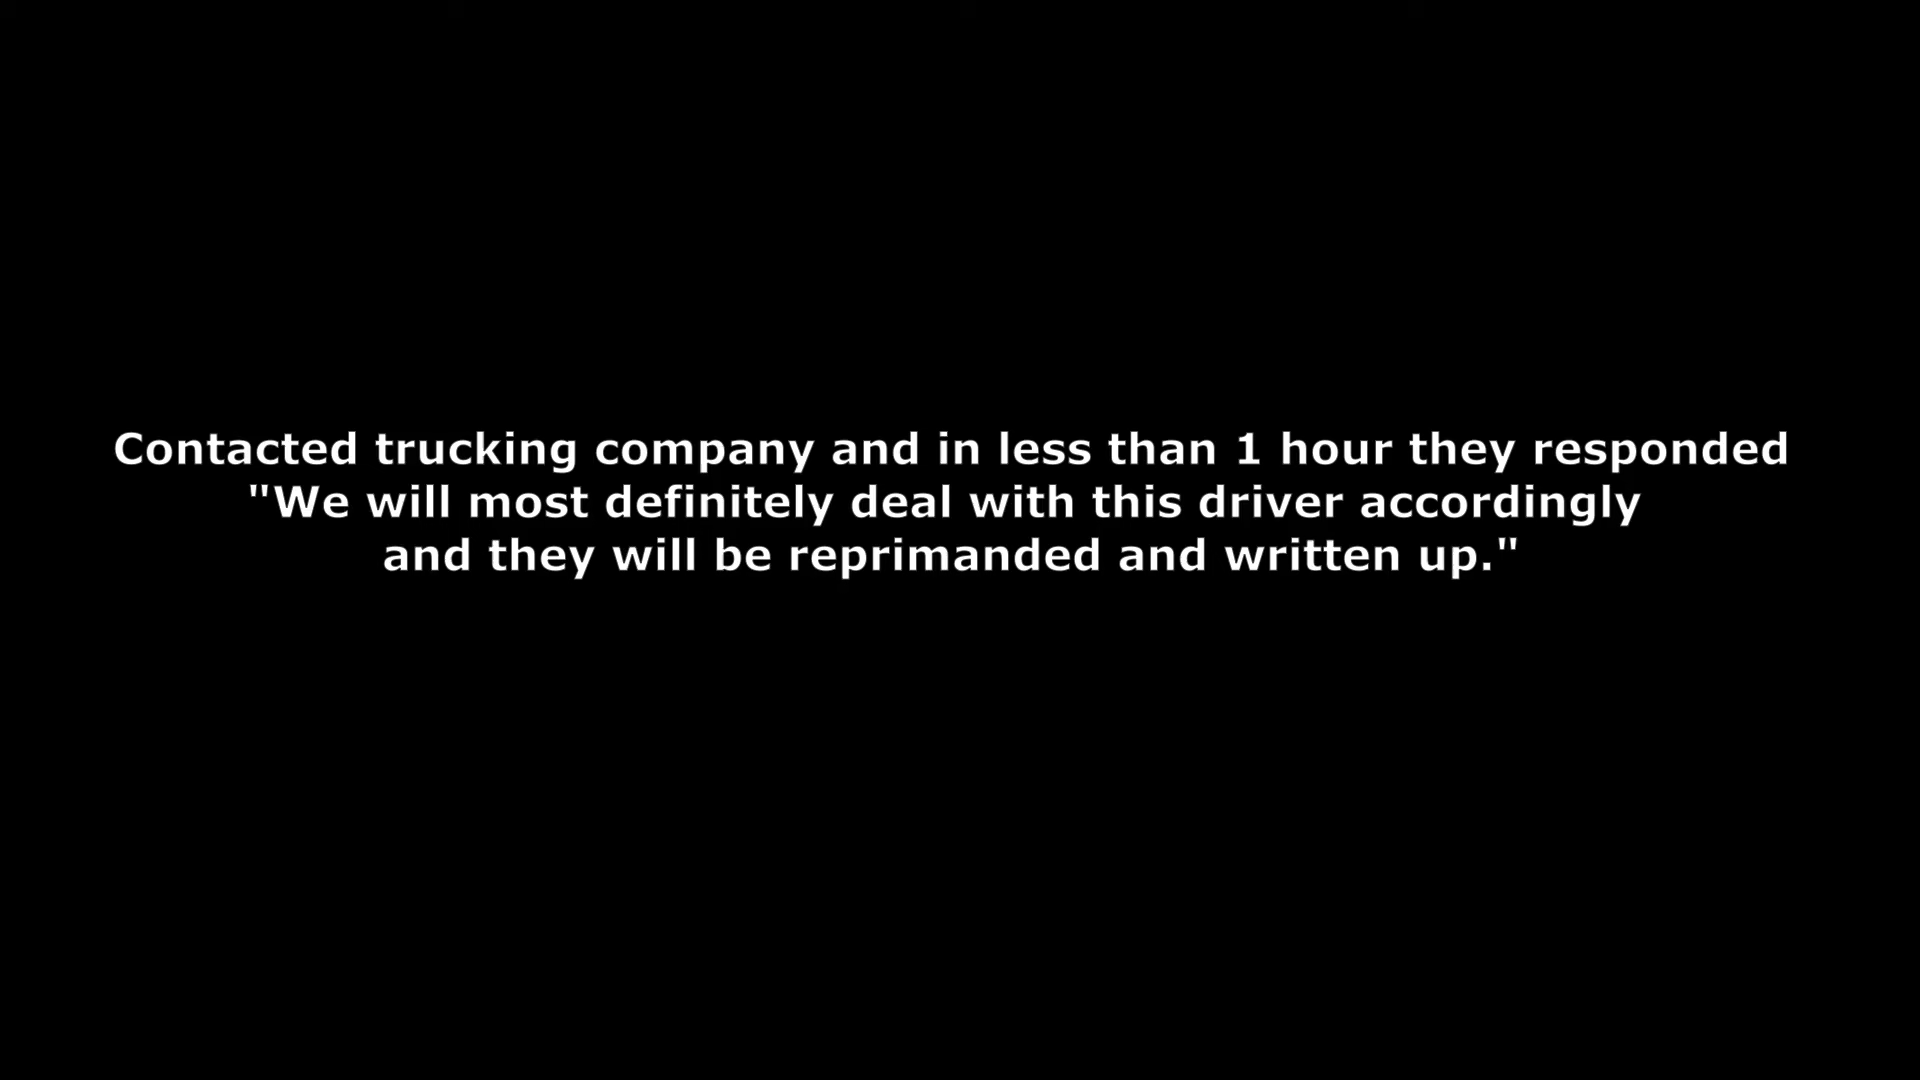 Contacted trucking company and in less than 1 hour they responded
"We will most definitely deal with this driver accordingly
and they will be reprimanded and written up."